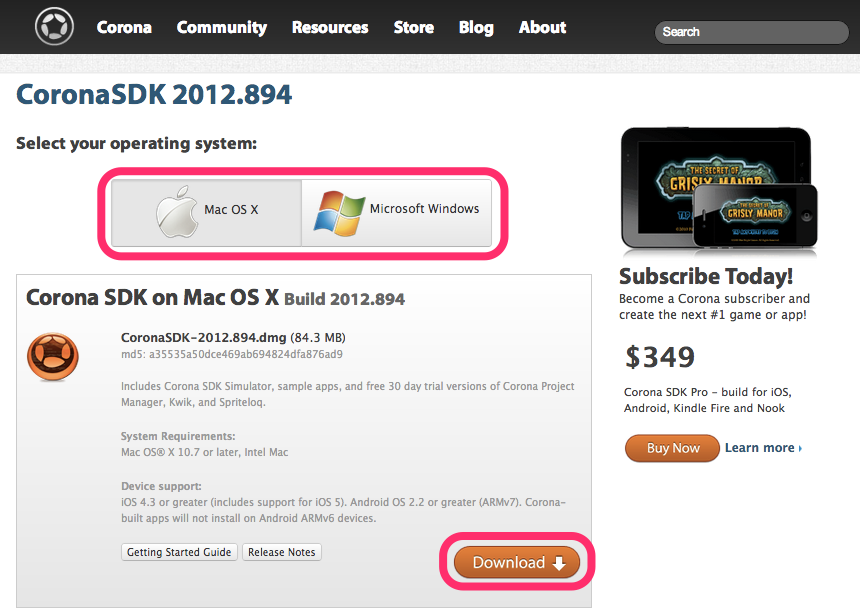 Corona Community Resources Store Blog About Search
CoronaSDK 2012.894
Select your operating system:
Mac OS X Microsoft Windows
Corona SDK on Mac OS X Build 2012.894
CoronaSDK-2012.894.dmg (84.3 MB)
md5: a35535a50dce469ab694824dfa876ad9
Includes Corona SDK Simulator, sample apps, and free 30 day trial versions of Corona Project
Manager, Kwik, and Spriteloq.
System Requirements:
Mac OS® X 10.7 or later, Intel Mac
Device support:
iOS 4.3 or greater (includes support for iOS 5). Android OS 2.2 or greater (ARMv7). Corona-
built apps will not install on Android ARMv6 devices.
Getting Started Guide Release Notes
Download
THE SECRET OF
GRISLY MANOR
THE SECRET OF
GRISLY MANOR
Subscribe Today!
Become a Corona subscriber and
create the next #1 game or app!
$349
Corona SDK Pro - build for iOS,
Android, Kindle Fire and Nook
Buy Now Learn more